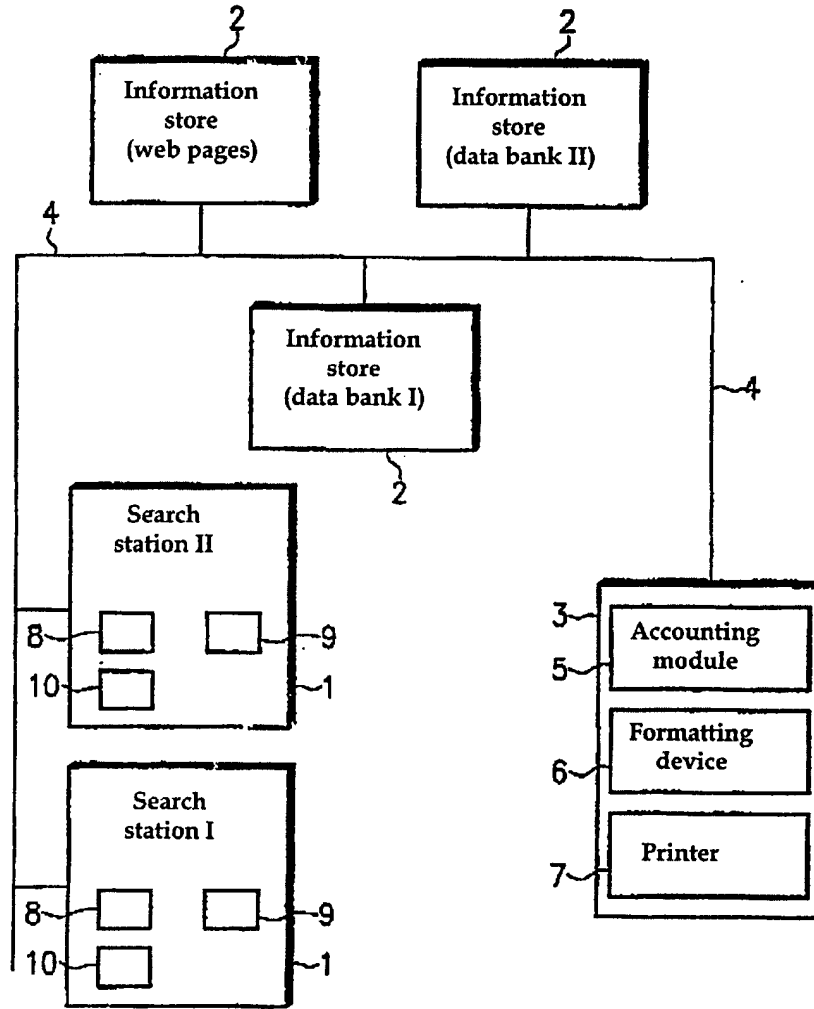 2
2
Information
store
(web pages)
Information
store
(data bank II)
4
Information
store
(data bank I)
4
2
Search
station II
8
9
10
1
3
Accounting
module
5
Formatting
device
6
Printer
7
Search
station I
8
9
10
1